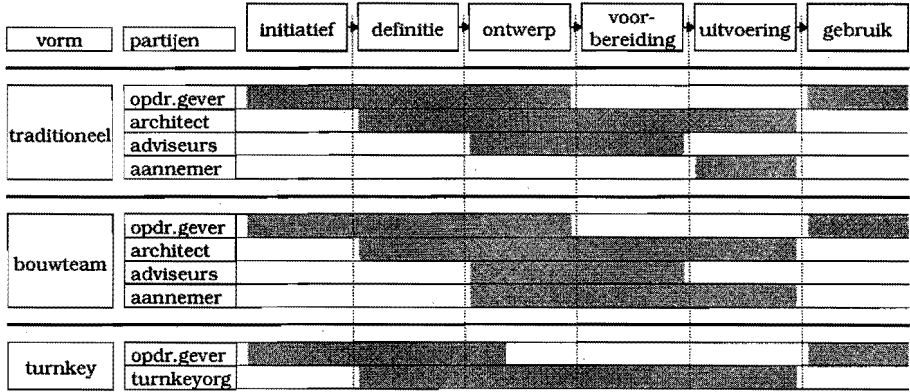 vorm
partijen
initiatief
definitie
ontwerp
voor-
bereiding
uitvoering
gebruik
traditioneel
opdr.gever
architect
adviseurs
aannemer
bouwteam
opdr.gever
architect
adviseurs
aannemer
turnkey
opdr.gever
turnkeyorg